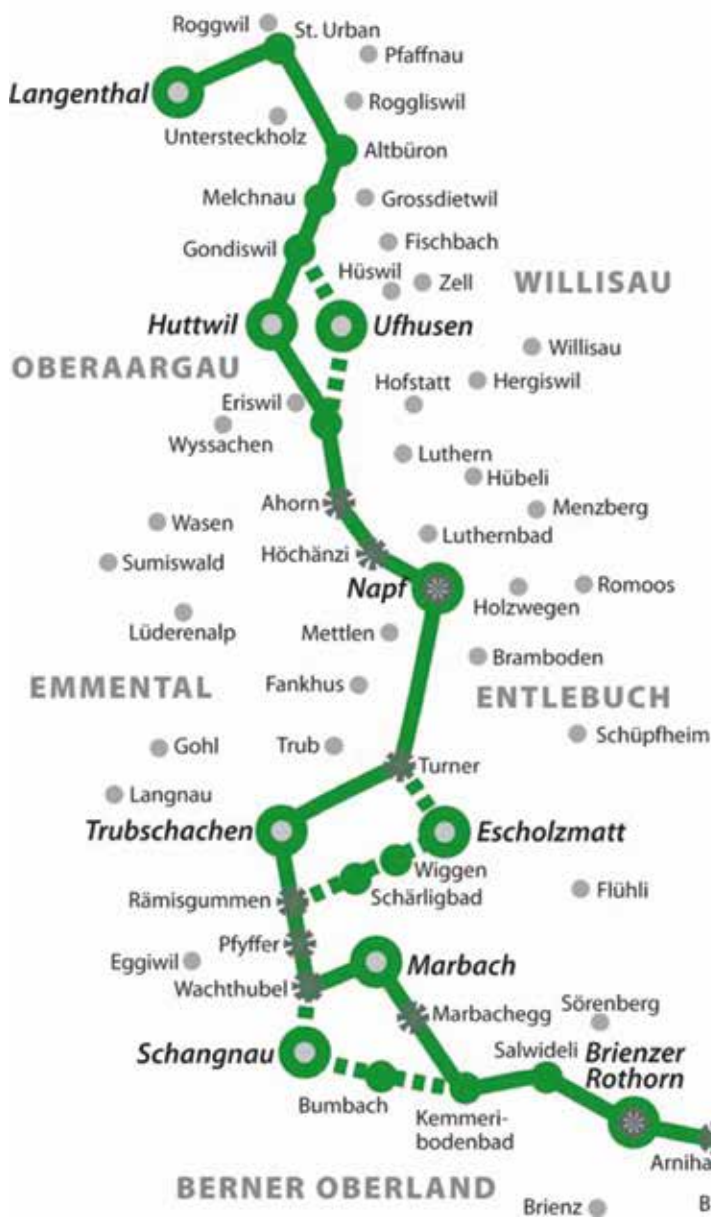 Roggwil
St. Urban
Pfaffnau
Langenthal
Roggliswil
Untersteckholz
Altbüron
Melchnau
Grossdietwil
Gondiswil
Fischbach
Hüswil
Zell
WILLISAU
Huttwil
Ufhusen
Willisau
OBERAARGAU
Hofstatt
Hergiswil
Eriswil
Wyssachen
Luthern
Hübeli
Ahorn
Menzberg
Wasen
Luthernbad
Höchänzi
Sumiswald
Napf
Holzwegen
Romoos
Lüderenalp
Mettlen
Bramboden
EMMENTAL
Fankhus
ENTLEBUCH
Schüpfheim
Gohl
Trub
Turner
Langnau
Trubschachen
Escholzmatt
Wiggen
Schärligbad
Flühli
Rämisgummen
Pfyffer
Eggiwil
Marbach
Wachthubel
Marbachegg
Sörenberg
Schangnau
Salwideli
Brienzer
Rothorn
Bumbach
Kemmeri-
bodenbad
Arniha
BERNER OBERLAND
Brienz
B